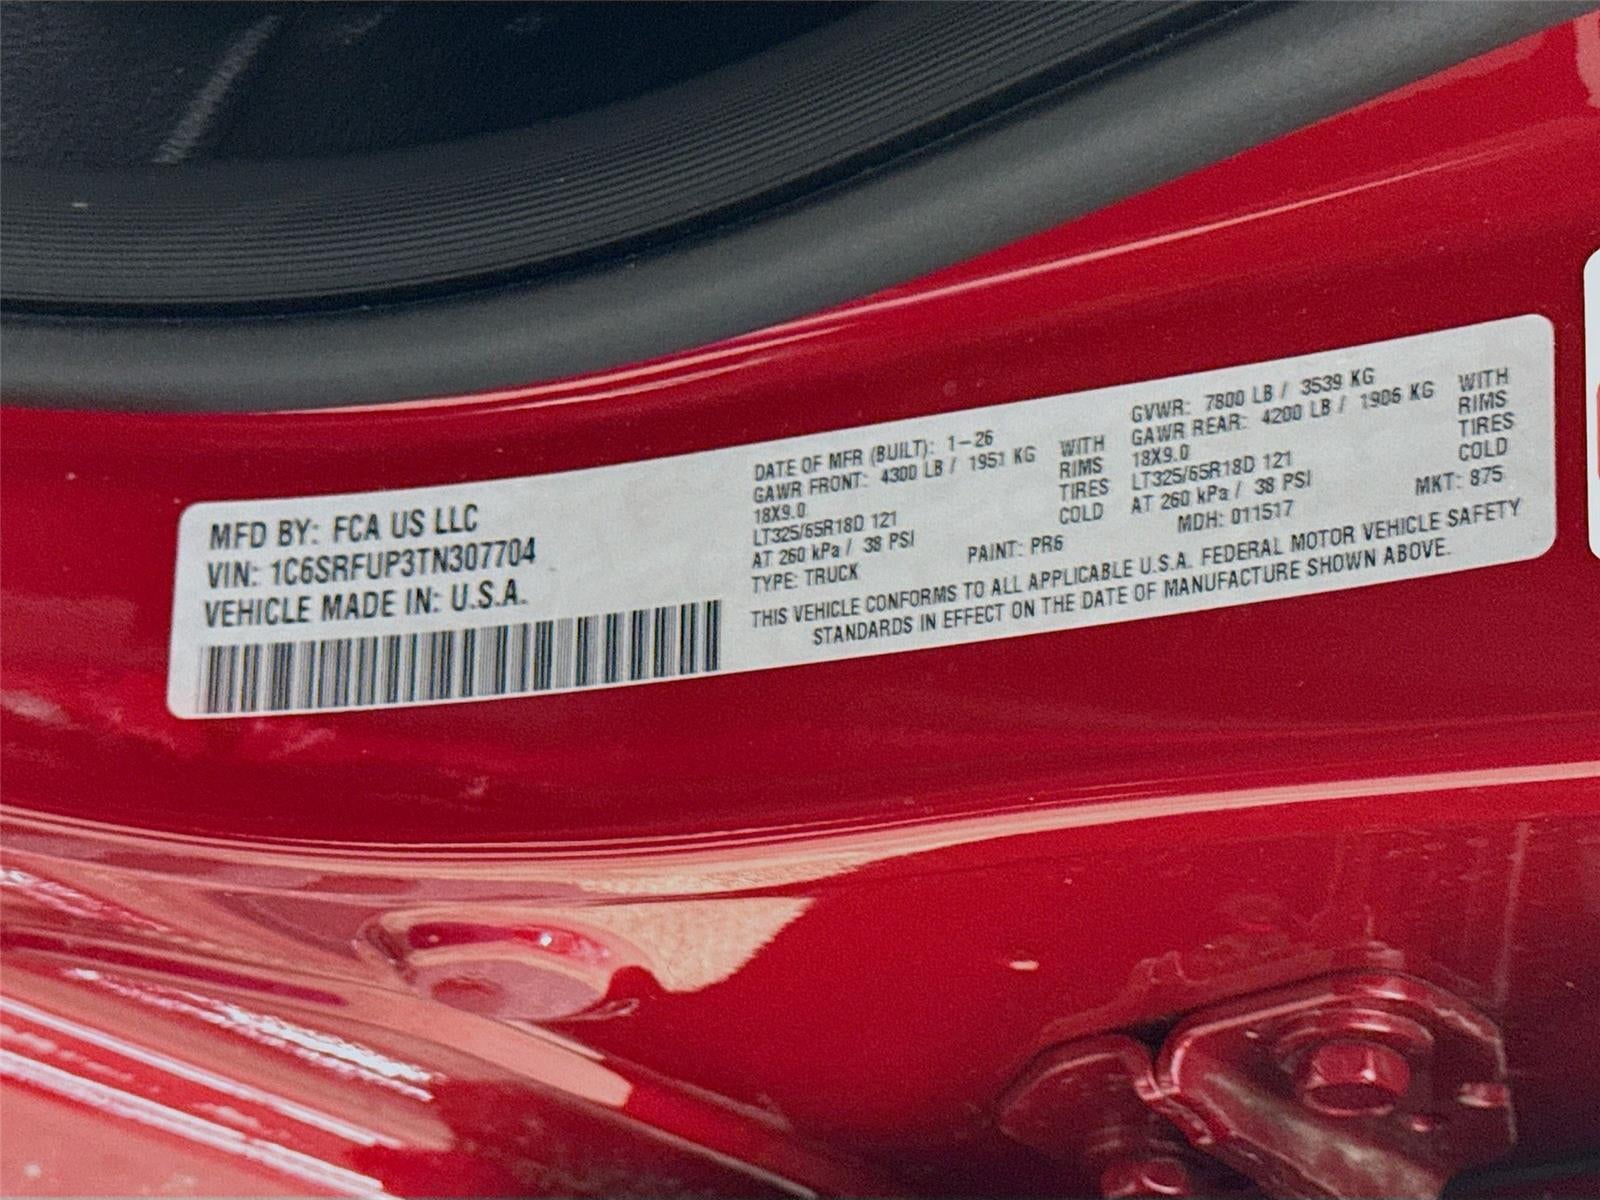 MFD BY: FCA US LLC
VIN: 1C6SRFUP3TN307704
VEHICLE MADE IN: U.S.A.
DATE OF MFR (BUILT): 1-26
GAWR FRONT: 4300 LB / 1951 KG WITH
18X9.0 RIMS
LT325/65R18D 121 TIRES
AT 260 kPa / 38 PSI COLD
TYPE: TRUCK
PAINT: PR6
GVWR: 7800 LB / 3539 KG
GAWR REAR: 4200 LB / 1906 KG WITH
18X9.0 RIMS
LT325/65R18D 121 TIRES
AT 260 kPa / 38 PSI COLD
MDH: 011517 MKT: 875
THIS VEHICLE CONFORMS TO ALL APPLICABLE U.S.A. FEDERAL MOTOR VEHICLE SAFETY
STANDARDS IN EFFECT ON THE DATE OF MANUFACTURE SHOWN ABOVE.